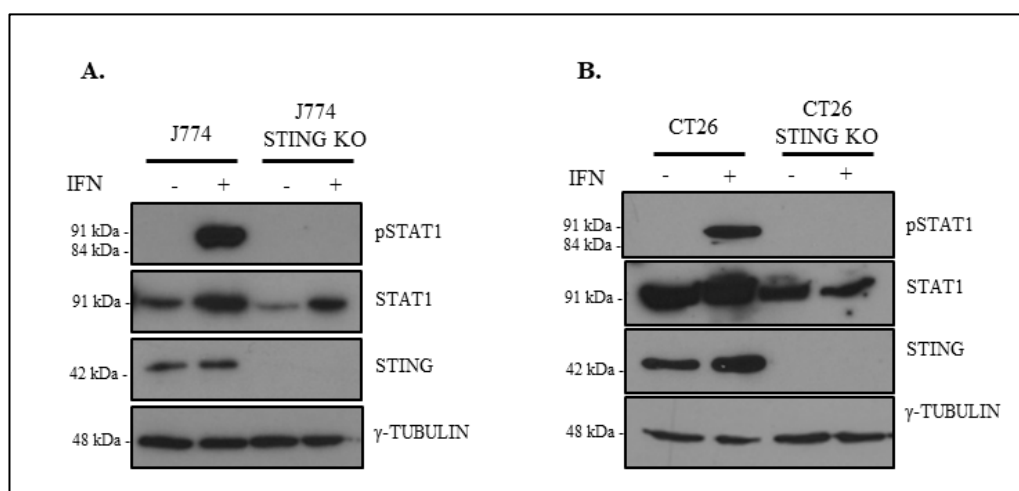 A.
J774
J774
STING KO
IFN - + - +
91 kDa -
84 kDa -
pSTAT1
91 kDa -
STAT1
42 kDa -
STING
48 kDa -
γ-TUBULIN
B.
CT26
CT26
STING KO
IFN - + - +
91 kDa -
84 kDa -
pSTAT1
91 kDa -
STAT1
42 kDa -
STING
48 kDa -
γ-TUBULIN